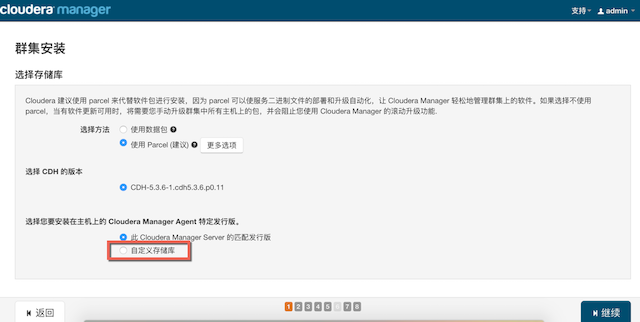 cloudera manager
支持 admin
群集安装
选择存储库
Cloudera 建议使用 parcel 来代替软件包进行安装，因为 parcel 可以使服务二进制文件的部署和升级自动化，让 Cloudera Manager 轻松地管理群集上的软件。如果选择不使用
parcel，当有软件更新可用时，将需要您手动升级群集中所有主机上的包，并会阻止您使用 Cloudera Manager 的滚动升级功能.
选择方法 使用数据包
使用 Parcel (建议) 更多选项
选择 CDH 的版本
CDH-5.3.6-1.cdh5.3.6.p0.11
选择您要安装在主机上的 Cloudera Manager Agent 特定发行版。
此 Cloudera Manager Server 的匹配发行版
自定义存储库
返回 1 2 3 4 5 6 7 8 继续